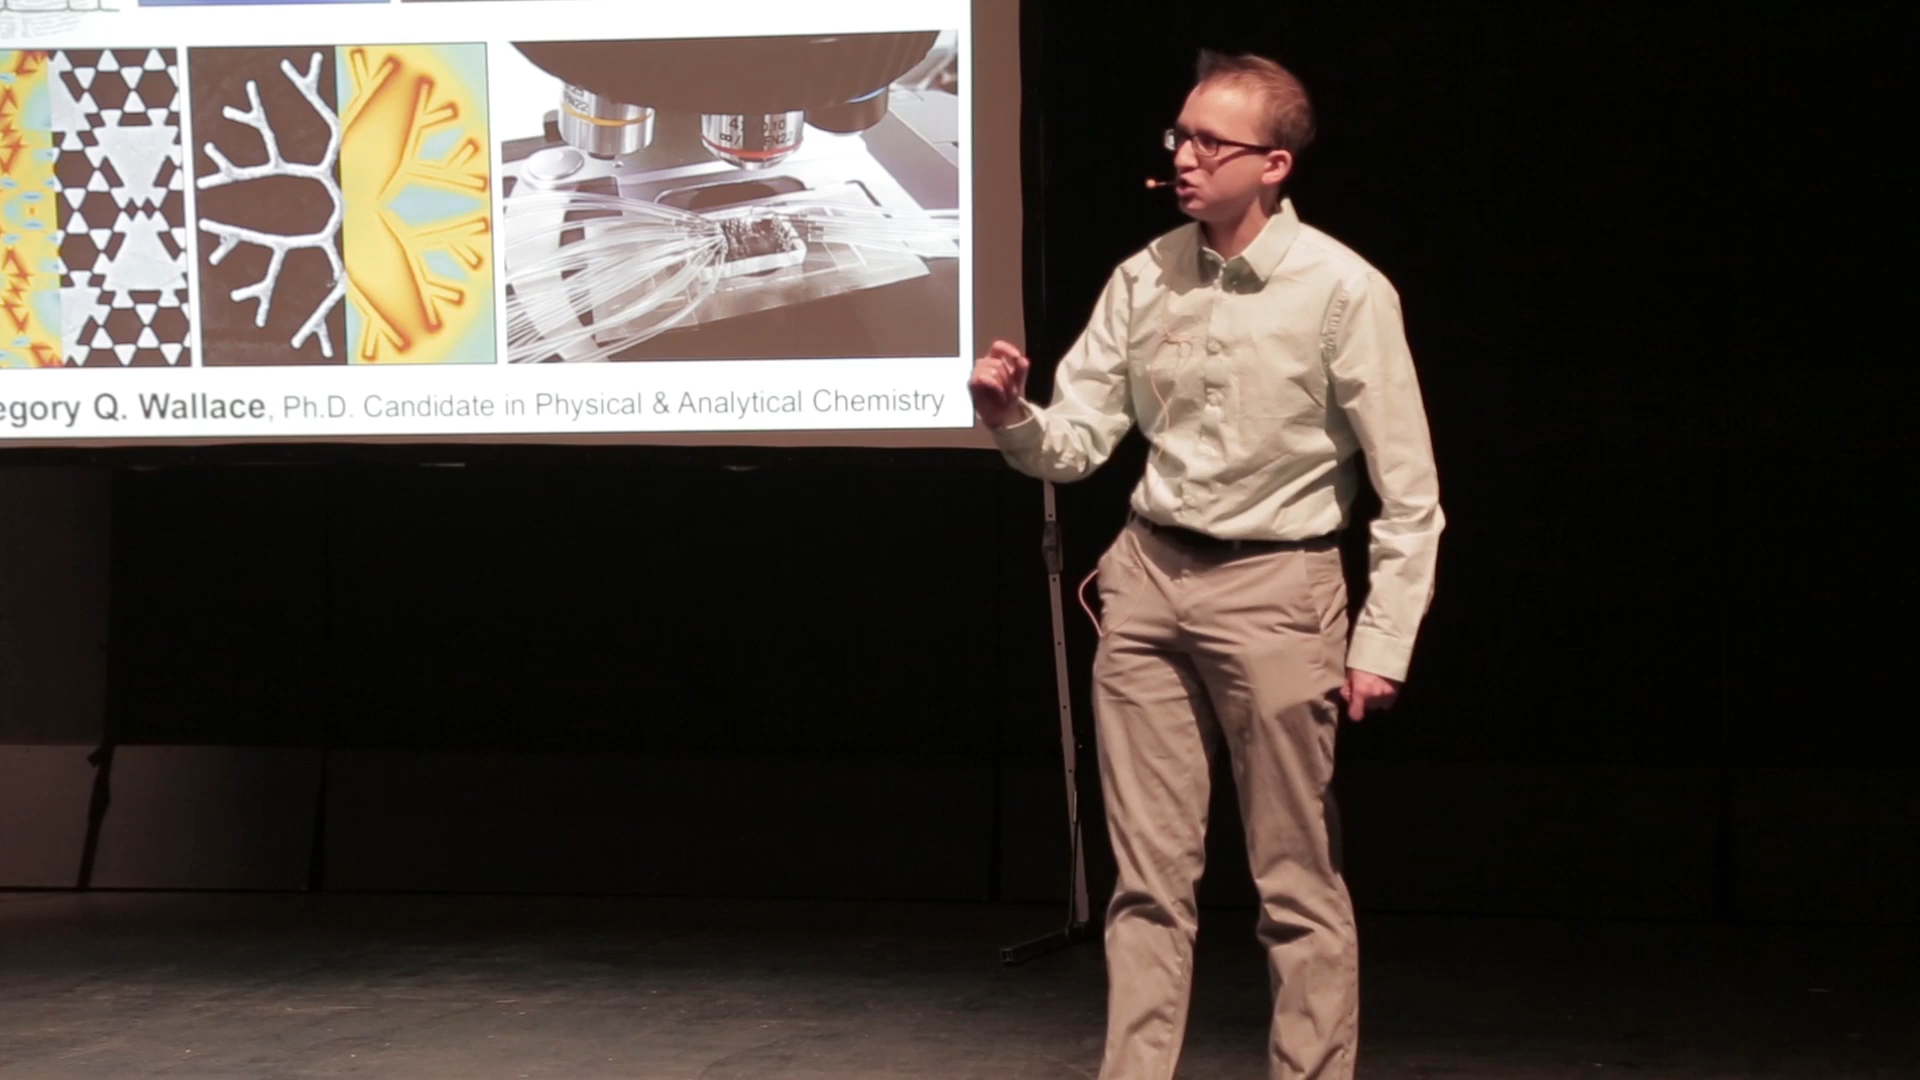 egory Q. Wallace, Ph.D. Candidate in Physical & Analytical Chemistry